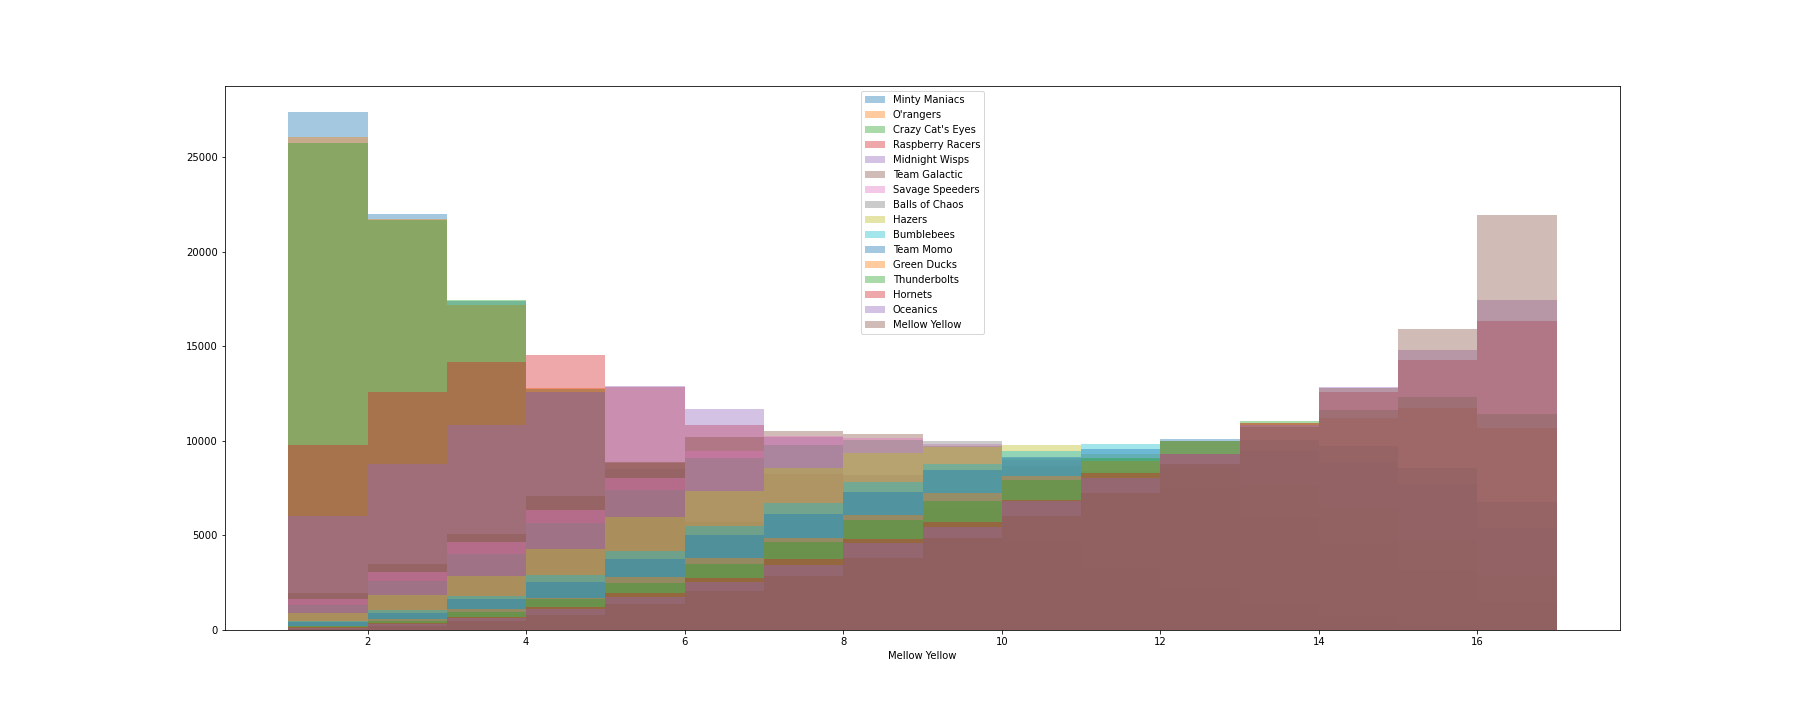 25000
20000
15000
10000
5000
0
Minty Maniacs
O'rangers
Crazy Cat's Eyes
Raspberry Racers
Midnight Wisps
Team Galactic
Savage Speeders
Balls of Chaos
Hazers
Bumblebees
Team Momo
Green Ducks
Thunderbolts
Hornets
Oceanics
Mellow Yellow
2 4 6 8 10 12 14 16
Mellow Yellow